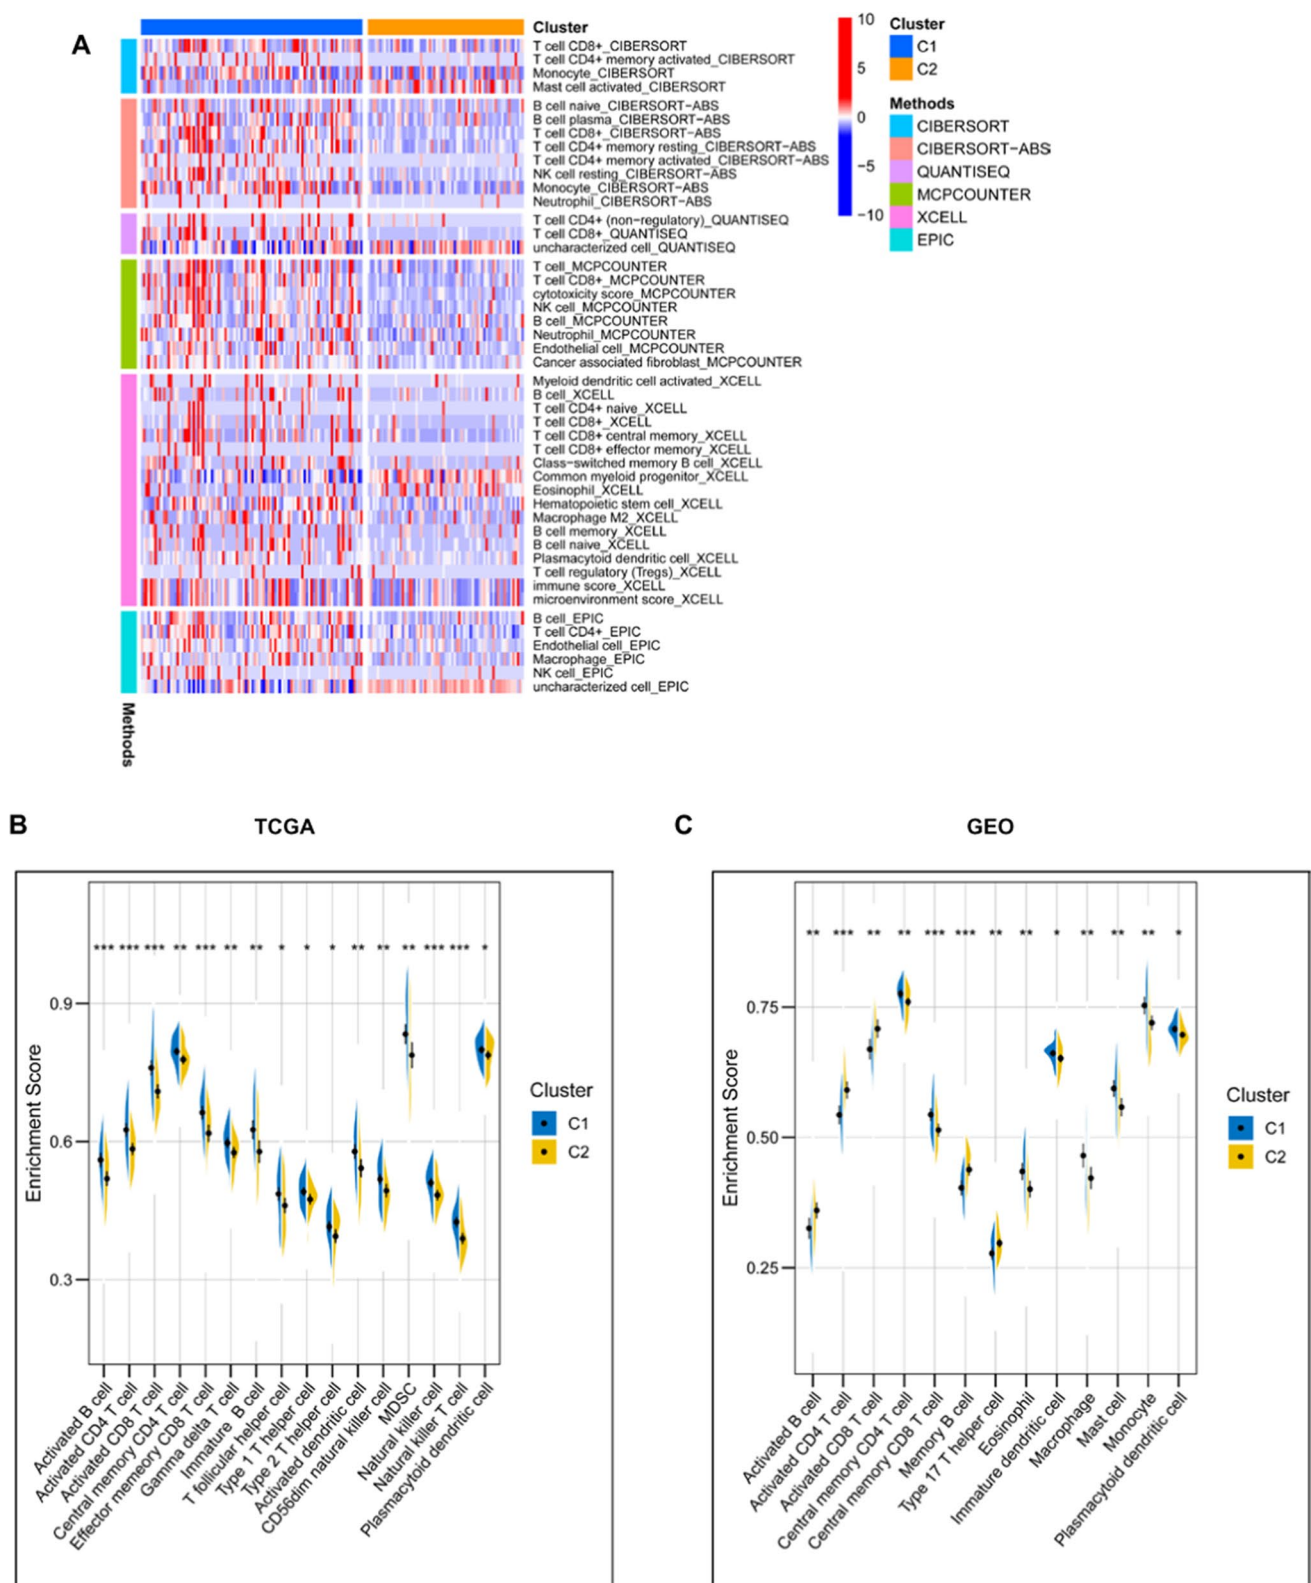 A
Cluster
T cell CD8+_CIBERSORT
T cell CD4+ memory activated_CIBERSORT
Monocyte_CIBERSORT
Mast cell activated_CIBERSORT
B cell naive_CIBERSORT−ABS
B cell plasma_CIBERSORT−ABS
T cell CD8+_CIBERSORT−ABS
T cell CD4+ memory resting_CIBERSORT−ABS
T cell CD4+ memory activated_CIBERSORT−ABS
NK cell resting_CIBERSORT−ABS
Monocyte_CIBERSORT−ABS
Neutrophil_CIBERSORT−ABS
T cell CD4+ (non−regulatory)_QUANTISEQ
T cell CD8+_QUANTISEQ
uncharacterized cell_QUANTISEQ
T cell_MCPCOUNTER
T cell CD8+_MCPCOUNTER
cytotoxicity score_MCPCOUNTER
NK cell_MCPCOUNTER
B cell_MCPCOUNTER
Neutrophil_MCPCOUNTER
Endothelial cell_MCPCOUNTER
Cancer associated fibroblast_MCPCOUNTER
Myeloid dendritic cell activated_XCELL
B cell_XCELL
T cell CD4+ naive_XCELL
T cell CD8+_XCELL
T cell CD8+ central memory_XCELL
T cell CD8+ effector memory_XCELL
Class−switched memory B cell_XCELL
Common myeloid progenitor_XCELL
Eosinophil_XCELL
Hematopoietic stem cell_XCELL
Macrophage M2_XCELL
B cell memory_XCELL
B cell naive_XCELL
Plasmacytoid dendritic cell_XCELL
T cell regulatory (Tregs)_XCELL
immune score_XCELL
microenvironment score_XCELL
B cell_EPIC
T cell CD4+_EPIC
Endothelial cell_EPIC
Macrophage_EPIC
NK cell_EPIC
uncharacterized cell_EPIC
Methods
10
5
0
−5
−10
Cluster
C1
C2
Methods
CIBERSORT
CIBERSORT−ABS
QUANTISEQ
MCPCOUNTER
XCELL
EPIC
B
TCGA
Enrichment Score
0.9
0.6
0.3
*** *** *** ** *** ** ** * * * ** ** ** *** *** *
Activated B cell
Activated CD4 T cell
Activated CD8 T cell
Central memory CD4 T cell
Effector memeory CD8 T cell
Gamma delta T cell
Immature B cell
T follicular helper cell
Type 1 T helper cell
Type 2 T helper cell
Activated dendritic cell
CD56dim natural killer cell
MDSC
Natural killer cell
Natural killer T cell
Plasmacytoid dendritic cell
Cluster
C1
C2
C
GEO
Enrichment Score
0.75
0.50
0.25
** *** ** ** *** *** ** ** * ** ** ** *
Activated B cell
Activated CD4 T cell
Activated CD8 T cell
Central memory CD4 T cell
Central memory CD8 T cell
Memory B cell
Type 17 T helper cell
Eosinophil
Immature dendritic cell
Macrophage
Mast cell
Monocyte
Plasmacytoid dendritic cell
Cluster
C1
C2